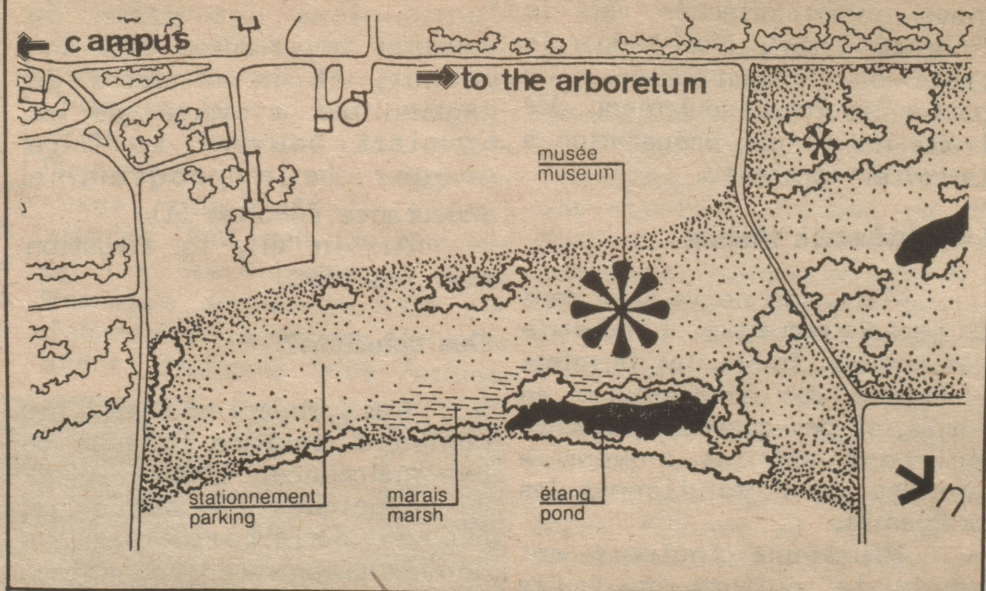 campus
to the arboretum
musée
museum
stationnement
parking
marais
marsh
étang
pond
n